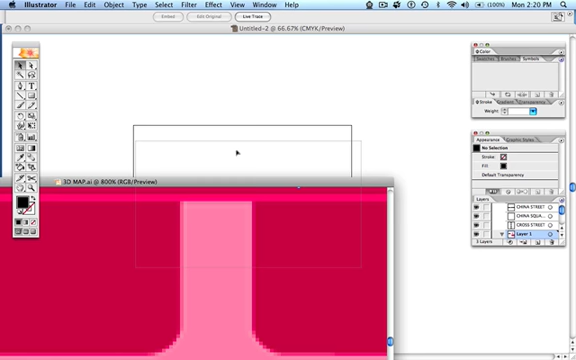 Illustrator File Edit Object Type Select Filter Effect View Window Help (100%) Mon 2:20 PM
Embed Edit Original Live Trace
Untitled-2 @ 66.67% (CMYK/Preview)
Color
Swatches Brushes Symbols
Stroke Gradient Transparency
Weight:
3D MAP.ai @ 800% (RGB/Preview)
Appearance Graphic Styles
No Selection
Stroke:
Fill:
Default Transparency
Layers
CHINA STREET
CHINA SQUA...
CROSS STREET
Layer 1
3 Layers